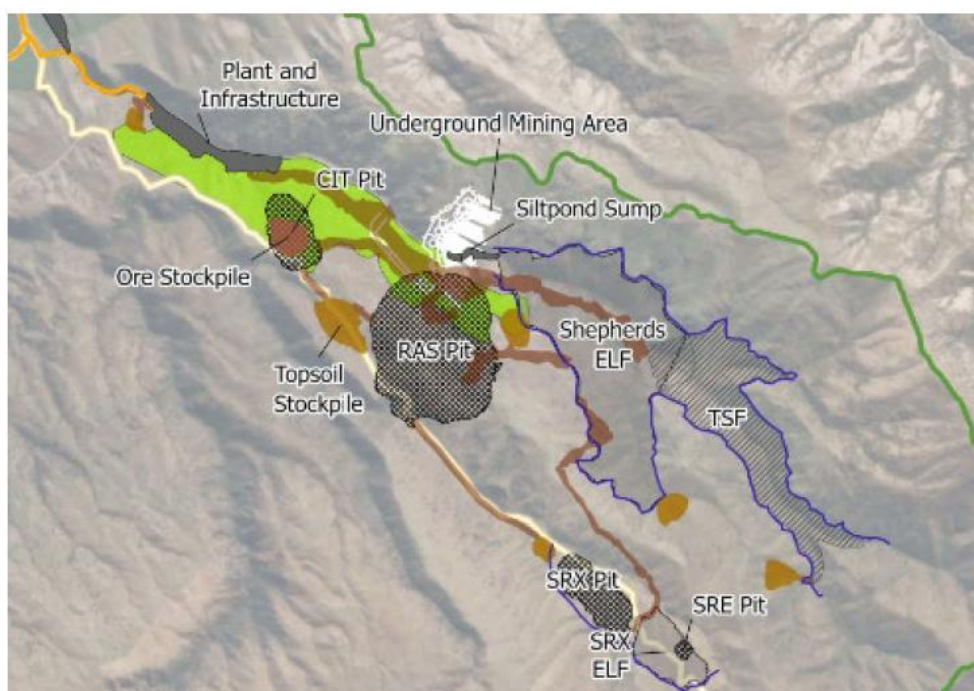 Plant and
Infrastructure
Underground Mining Area
CIT Pit
Siltpond Sump
Ore Stockpile
Shepherds
ELF
RAS Pit
Topsoil
Stockpile
TSF
SRX Pit
SRE Pit
SRX
ELF